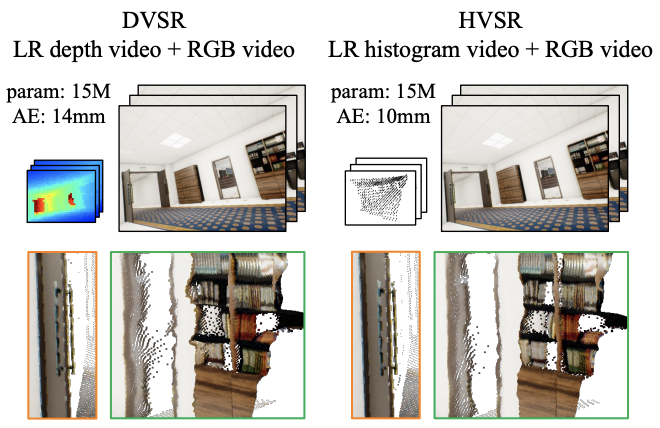 DVSR
LR depth video + RGB video
param: 15M
AE: 14mm
HVSR
LR histogram video + RGB video
param: 15M
AE: 10mm